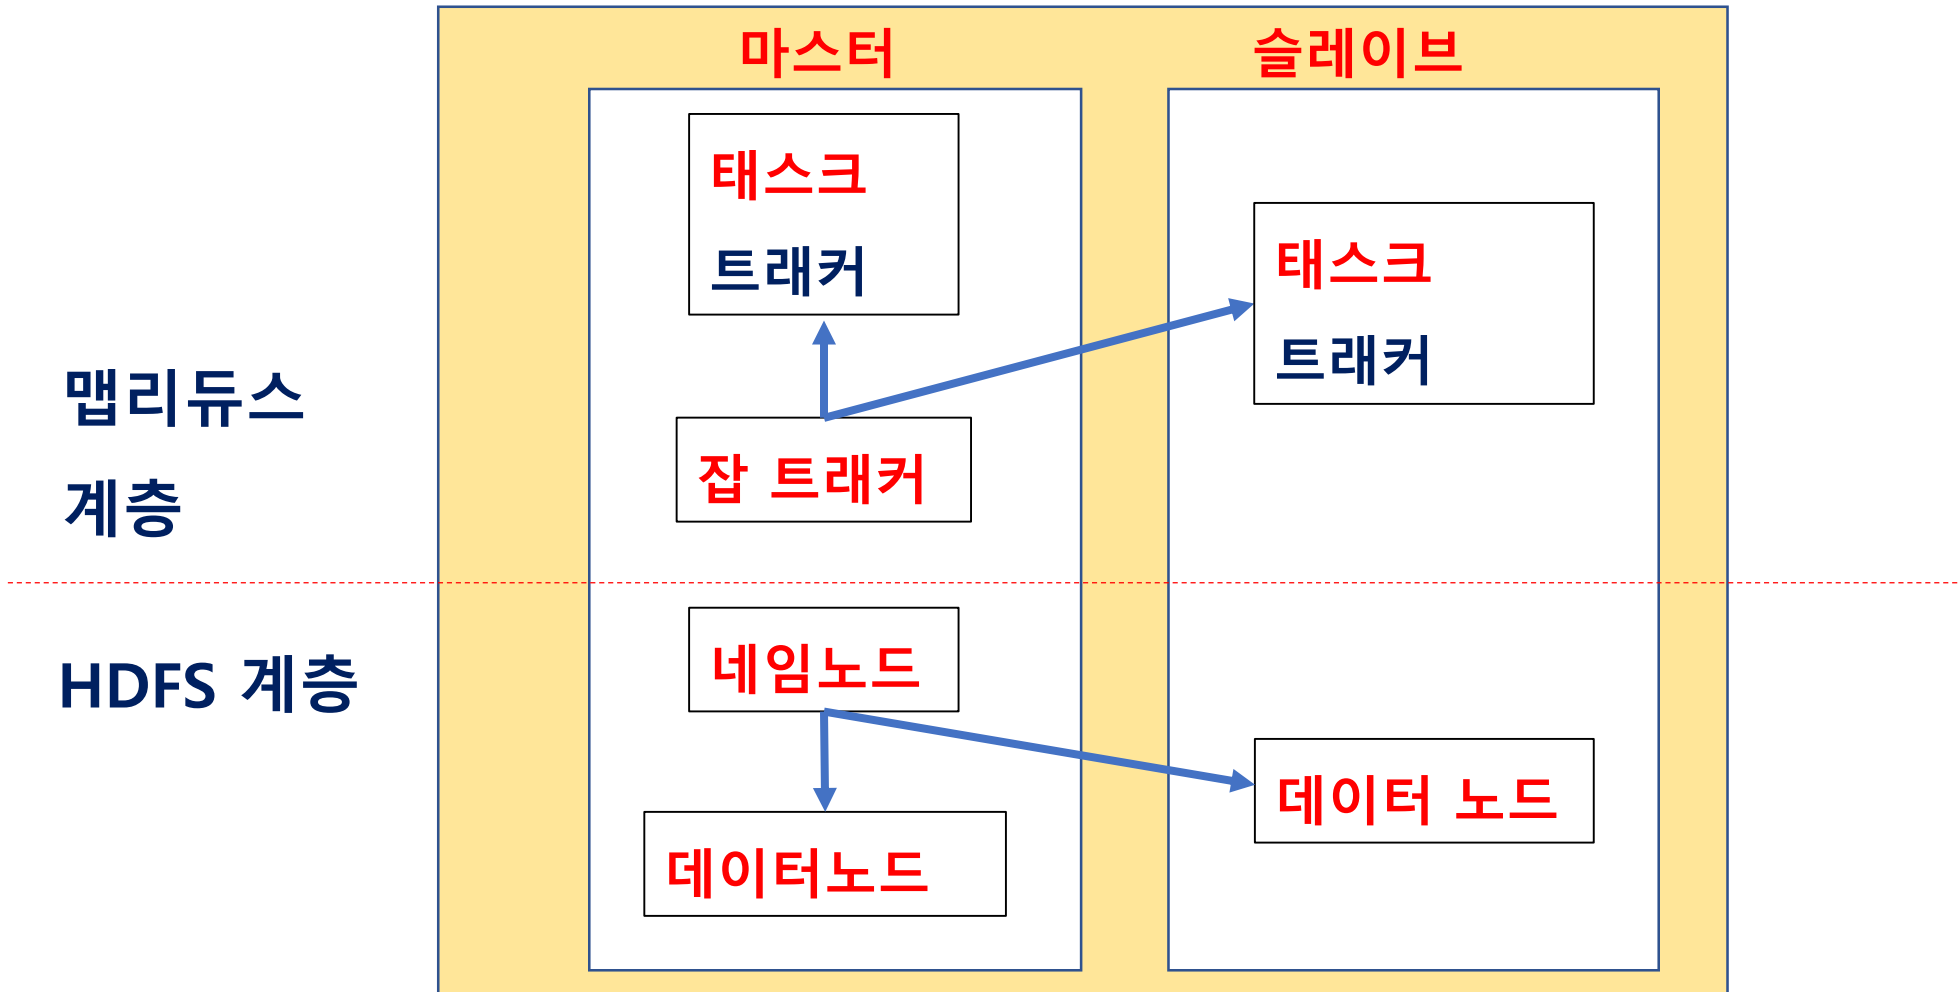 마스터
슬레이브
태스크
트래커
태스크
트래커
맵리듀스
계층
잡 트래커
네임노드
HDFS 계층
데이터 노드
데이터노드